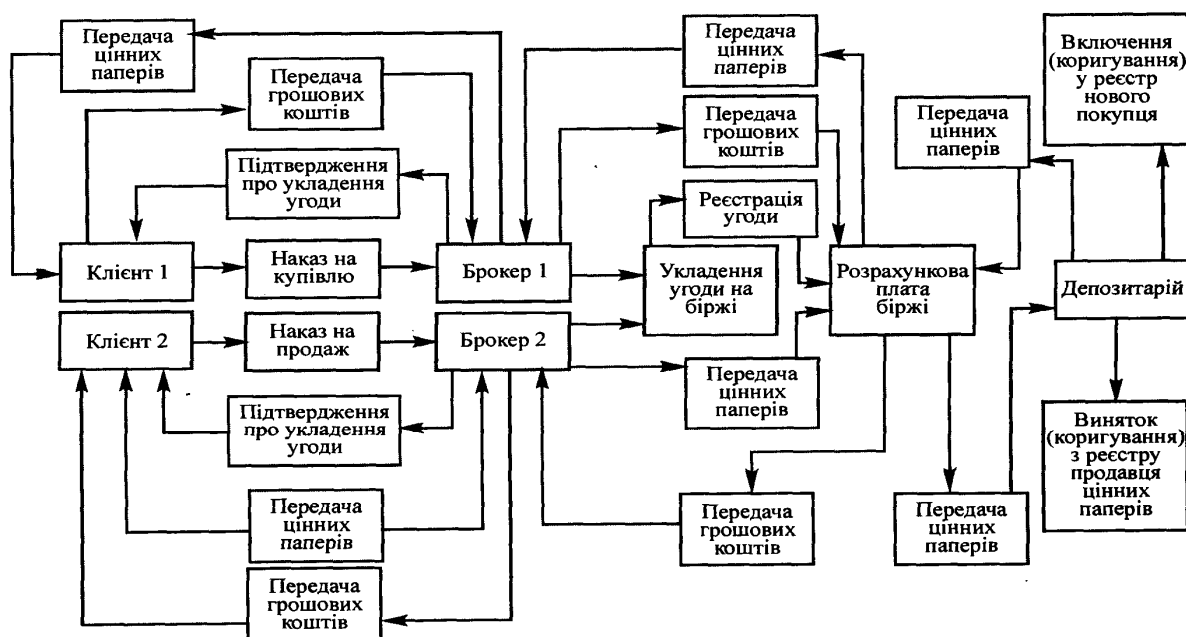 Передача
цінних
паперів
Передача
грошових
коштів
Підтвердження
про укладення
угоди
Клієнт 1
Наказ на
купівлю
Брокер 1
Клієнт 2
Наказ на
продаж
Брокер 2
Підтвердження
про укладення
угоди
Передача
цінних
паперів
Передача
грошових
коштів
Передача
цінних
паперів
Передача
грошових
коштів
Реєстрація
угоди
Укладення
угоди на
біржі
Передача
цінних
паперів
Передача
грошових
коштів
Розрахункова
плата
біржі
Передача
цінних
паперів
Передача
цінних
паперів
Включення
(коригування)
у реєстр
нового
покупця
Депозитарій
Виняток
(коригування)
з реєстру
продавця
цінних
паперів